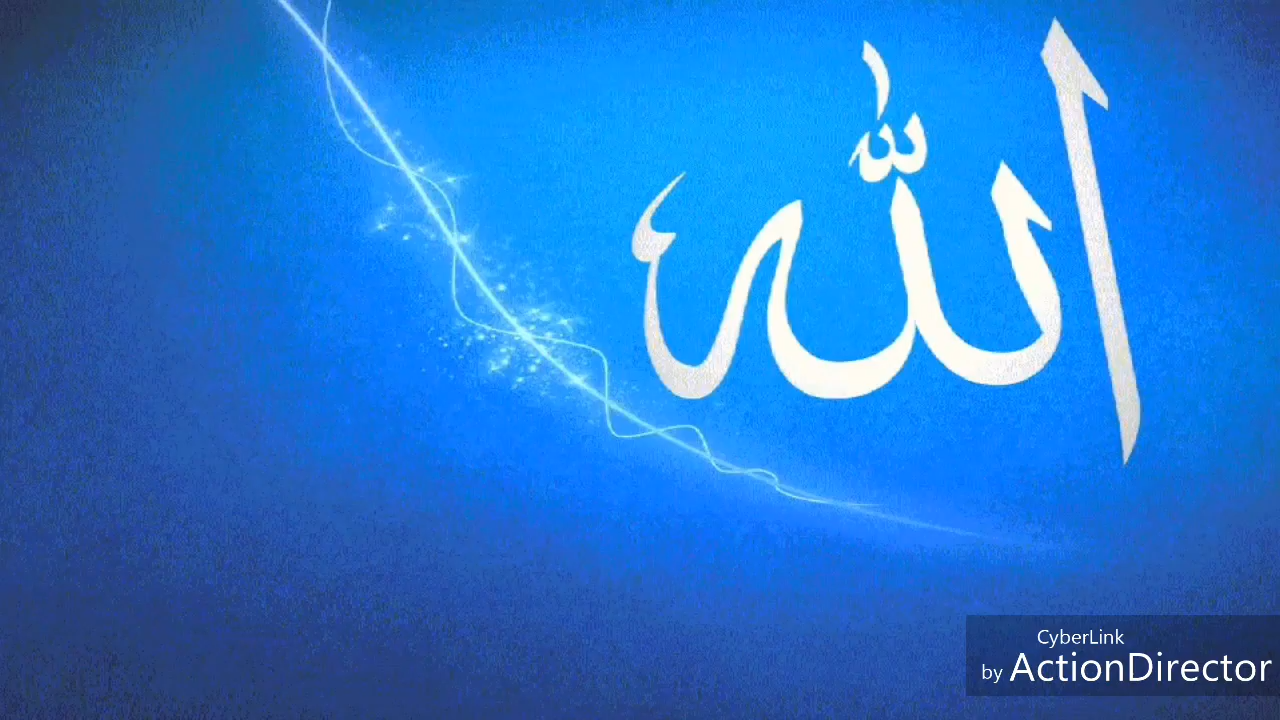 الله
CyberLink
by ActionDirector